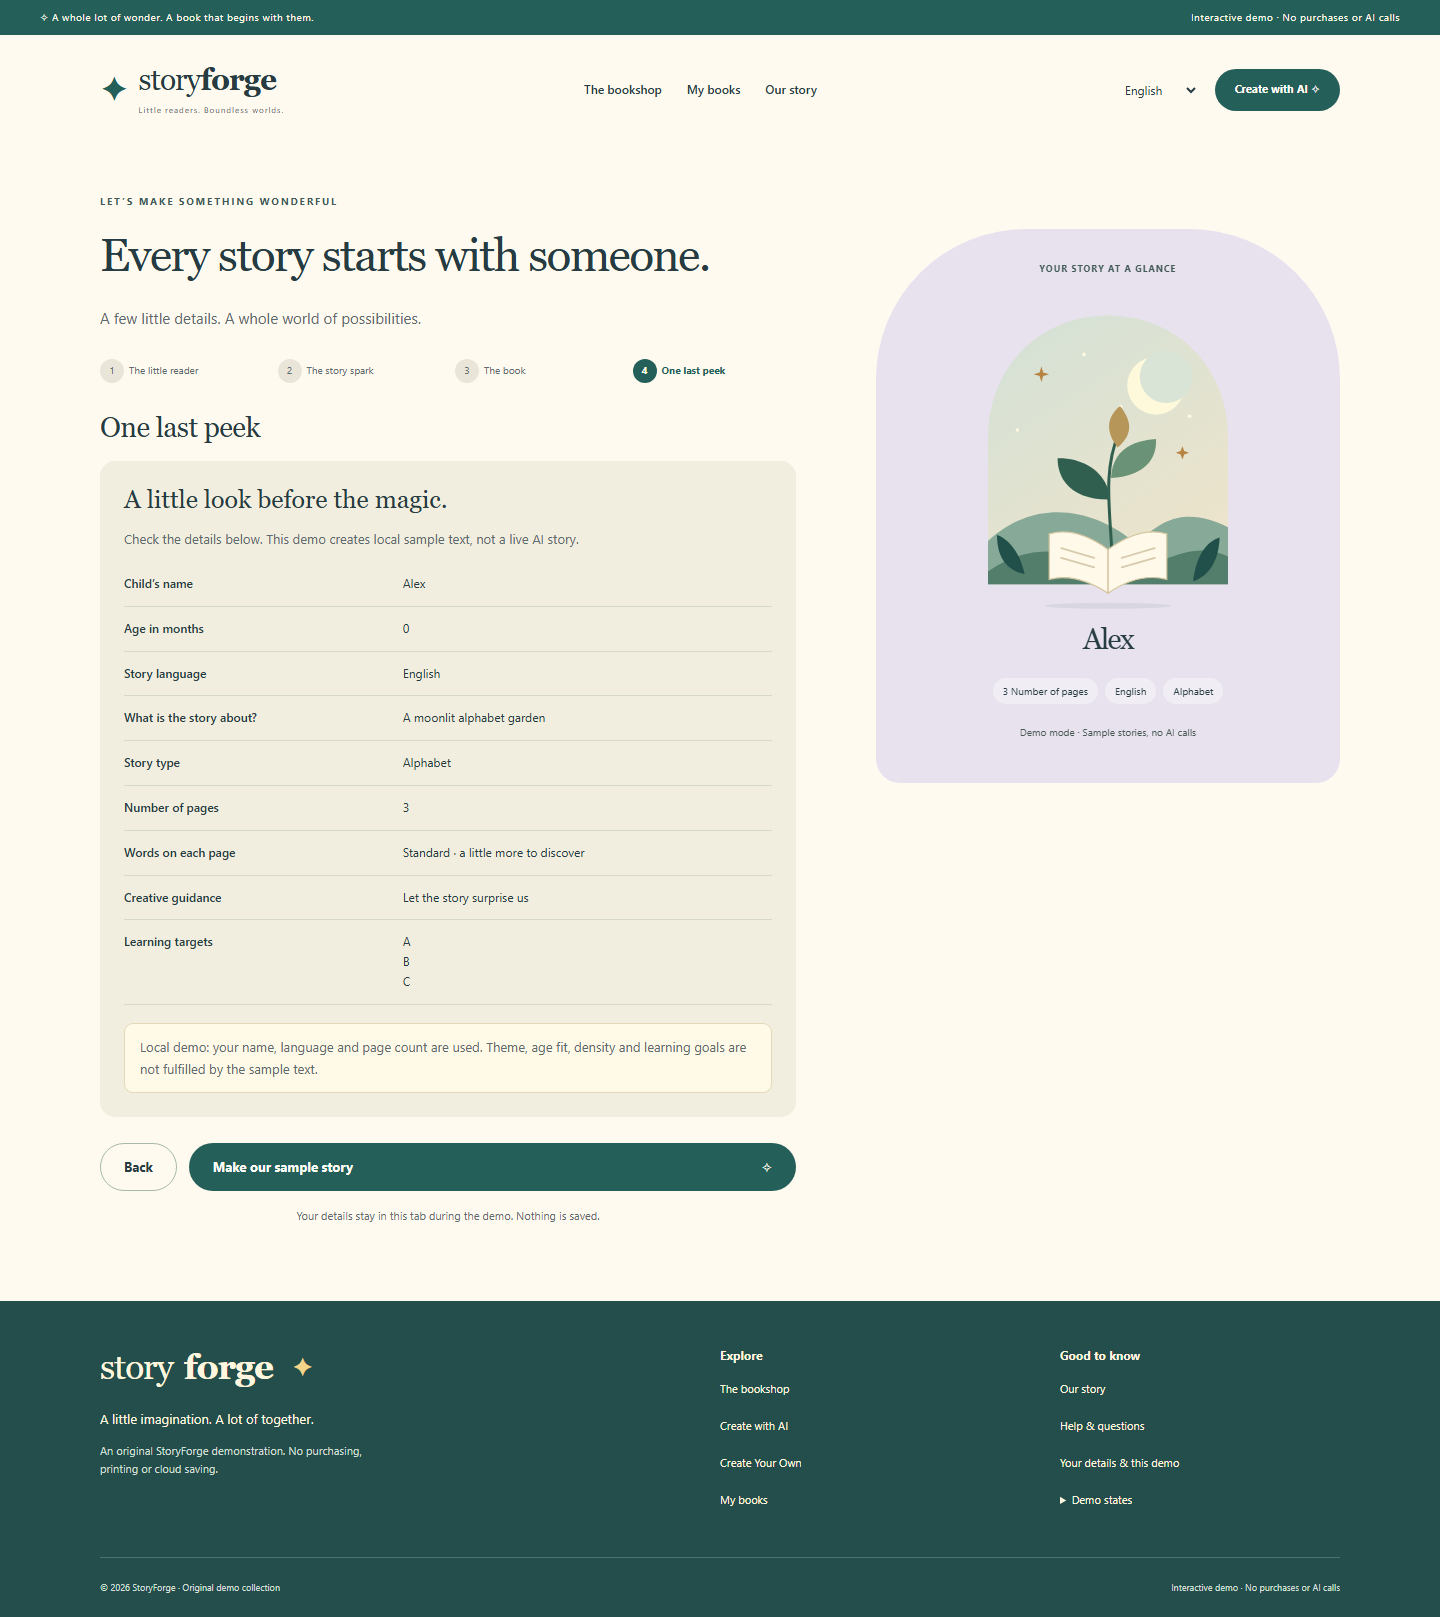 ✧ A whole lot of wonder. A book that begins with them.
Interactive demo · No purchases or AI calls
storyforge
Little readers. Boundless worlds.
The bookshop
My books
Our story
English
Create with AI ✧
LET'S MAKE SOMETHING WONDERFUL
Every story starts with someone.
A few little details. A whole world of possibilities.
1 The little reader
2 The story spark
3 The book
4 One last peek
One last peek
A little look before the magic.
Check the details below. This demo creates local sample text, not a live AI story.
Child's name Alex
Age in months 0
Story language English
What is the story about? A moonlit alphabet garden
Story type Alphabet
Number of pages 3
Words on each page Standard · a little more to discover
Creative guidance Let the story surprise us
Learning targets A
B
C
Local demo: your name, language and page count are used. Theme, age fit, density and learning goals are
not fulfilled by the sample text.
Back
Make our sample story ✧
Your details stay in this tab during the demo. Nothing is saved.
YOUR STORY AT A GLANCE
Alex
3 Number of pages
English
Alphabet
Demo mode · Sample stories, no AI calls
story forge
A little imagination. A lot of together.
An original StoryForge demonstration. No purchasing,
printing or cloud saving.
Explore
The bookshop
Create with AI
Create Your Own
My books
Good to know
Our story
Help & questions
Your details & this demo
Demo states
© 2026 StoryForge · Original demo collection
Interactive demo · No purchases or AI calls